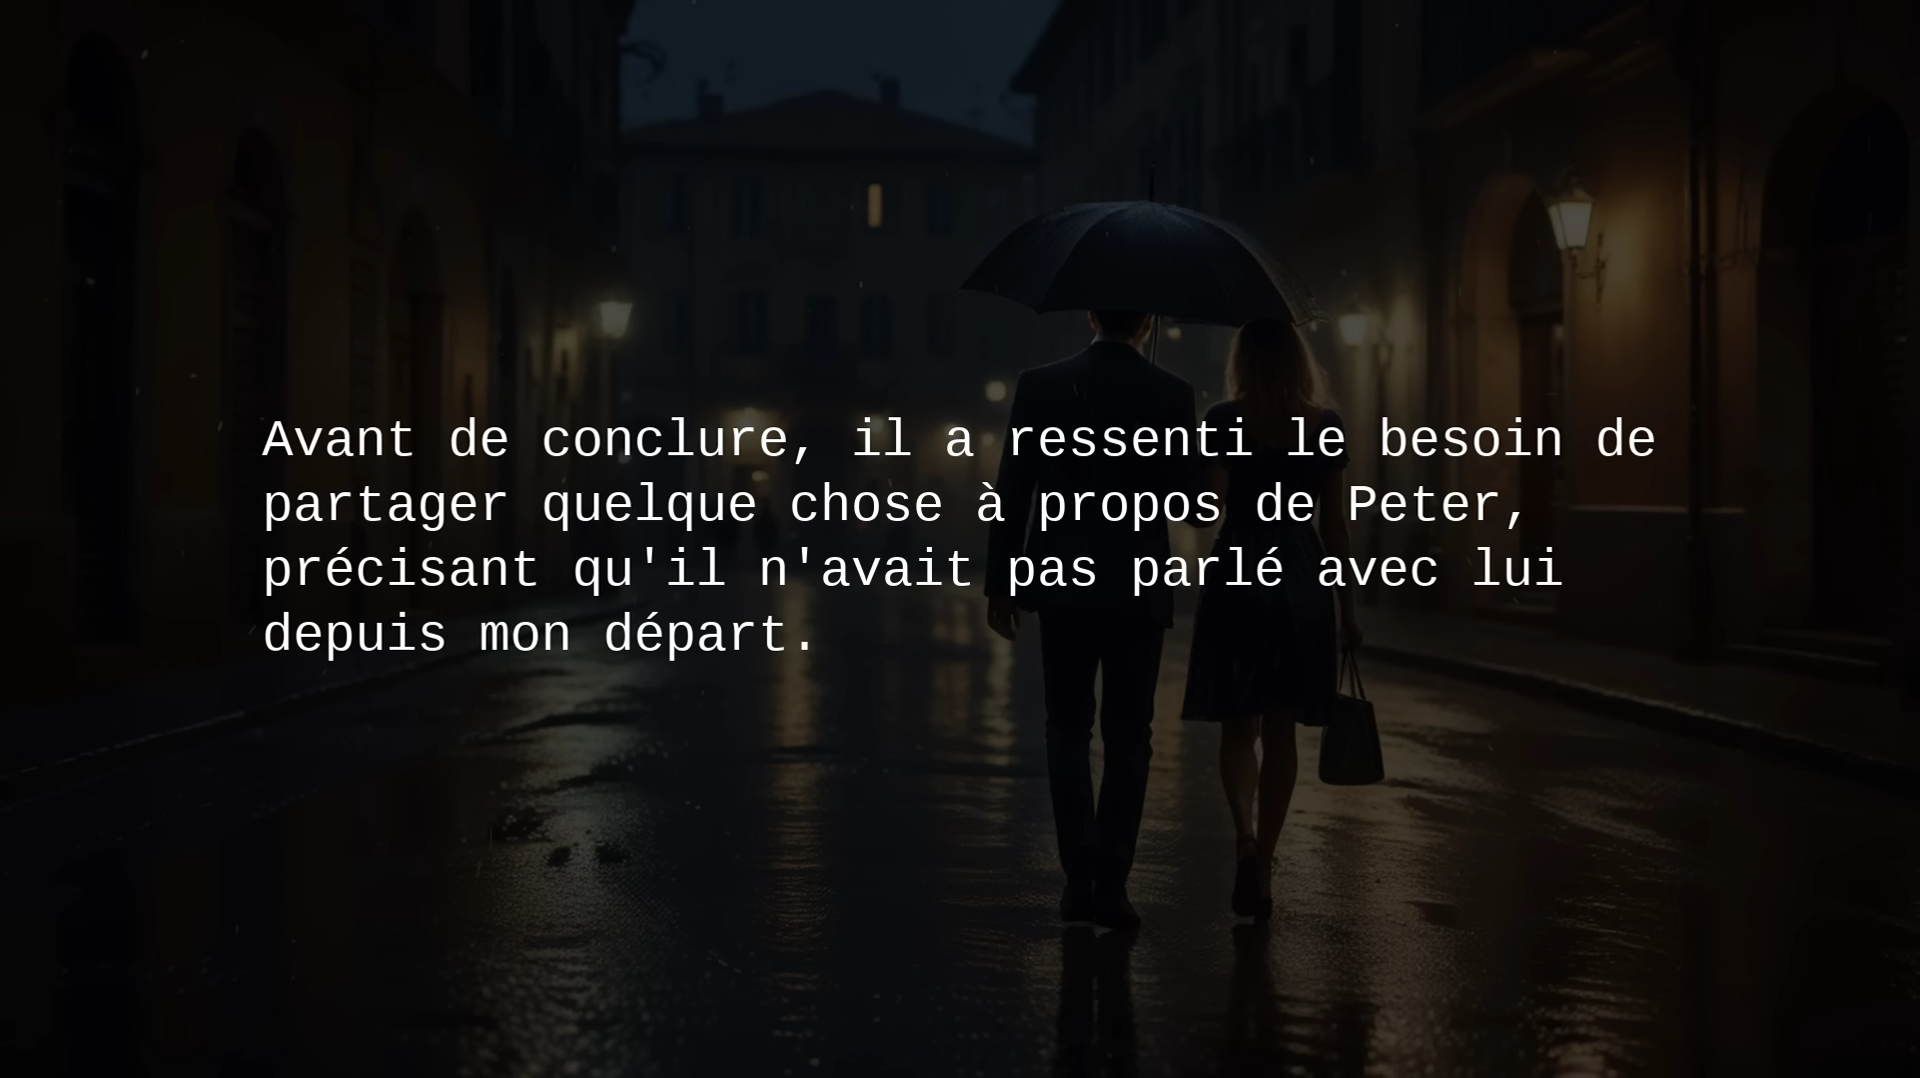 Avant de conclure, il a ressenti le besoin de
partager quelque chose à propos de Peter,
précisant qu'il n'avait pas parlé avec lui
depuis mon départ.